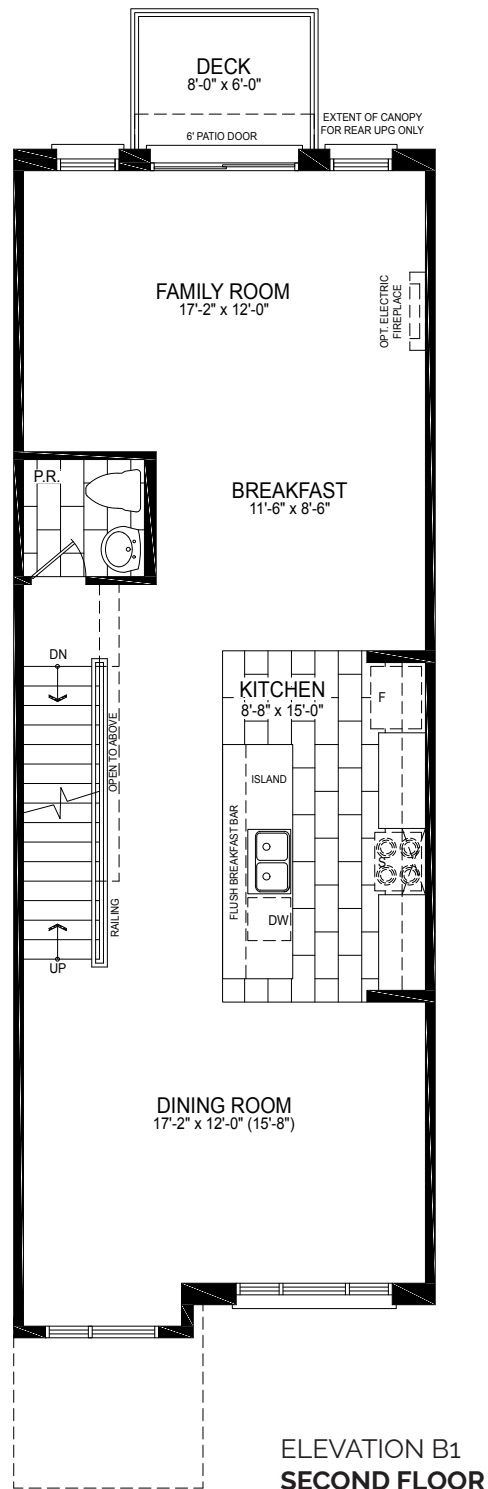 DECK
8'-0" x 6'-0"
EXTENT OF CANOPY
FOR REAR UPG ONLY
6' PATIO DOOR
FAMILY ROOM
17'-2" x 12'-0"
OPT. ELECTRIC
FIREPLACE
P.R.
BREAKFAST
11'-6" x 8'-6"
DN
KITCHEN
8'-8" x 15'-0"
F
OPEN TO ABOVE
ISLAND
FLUSH BREAKFAST BAR
S
DW
RAILING
UP
DINING ROOM
17'-2" x 12'-0" (15'-8")
ELEVATION B1
SECOND FLOOR